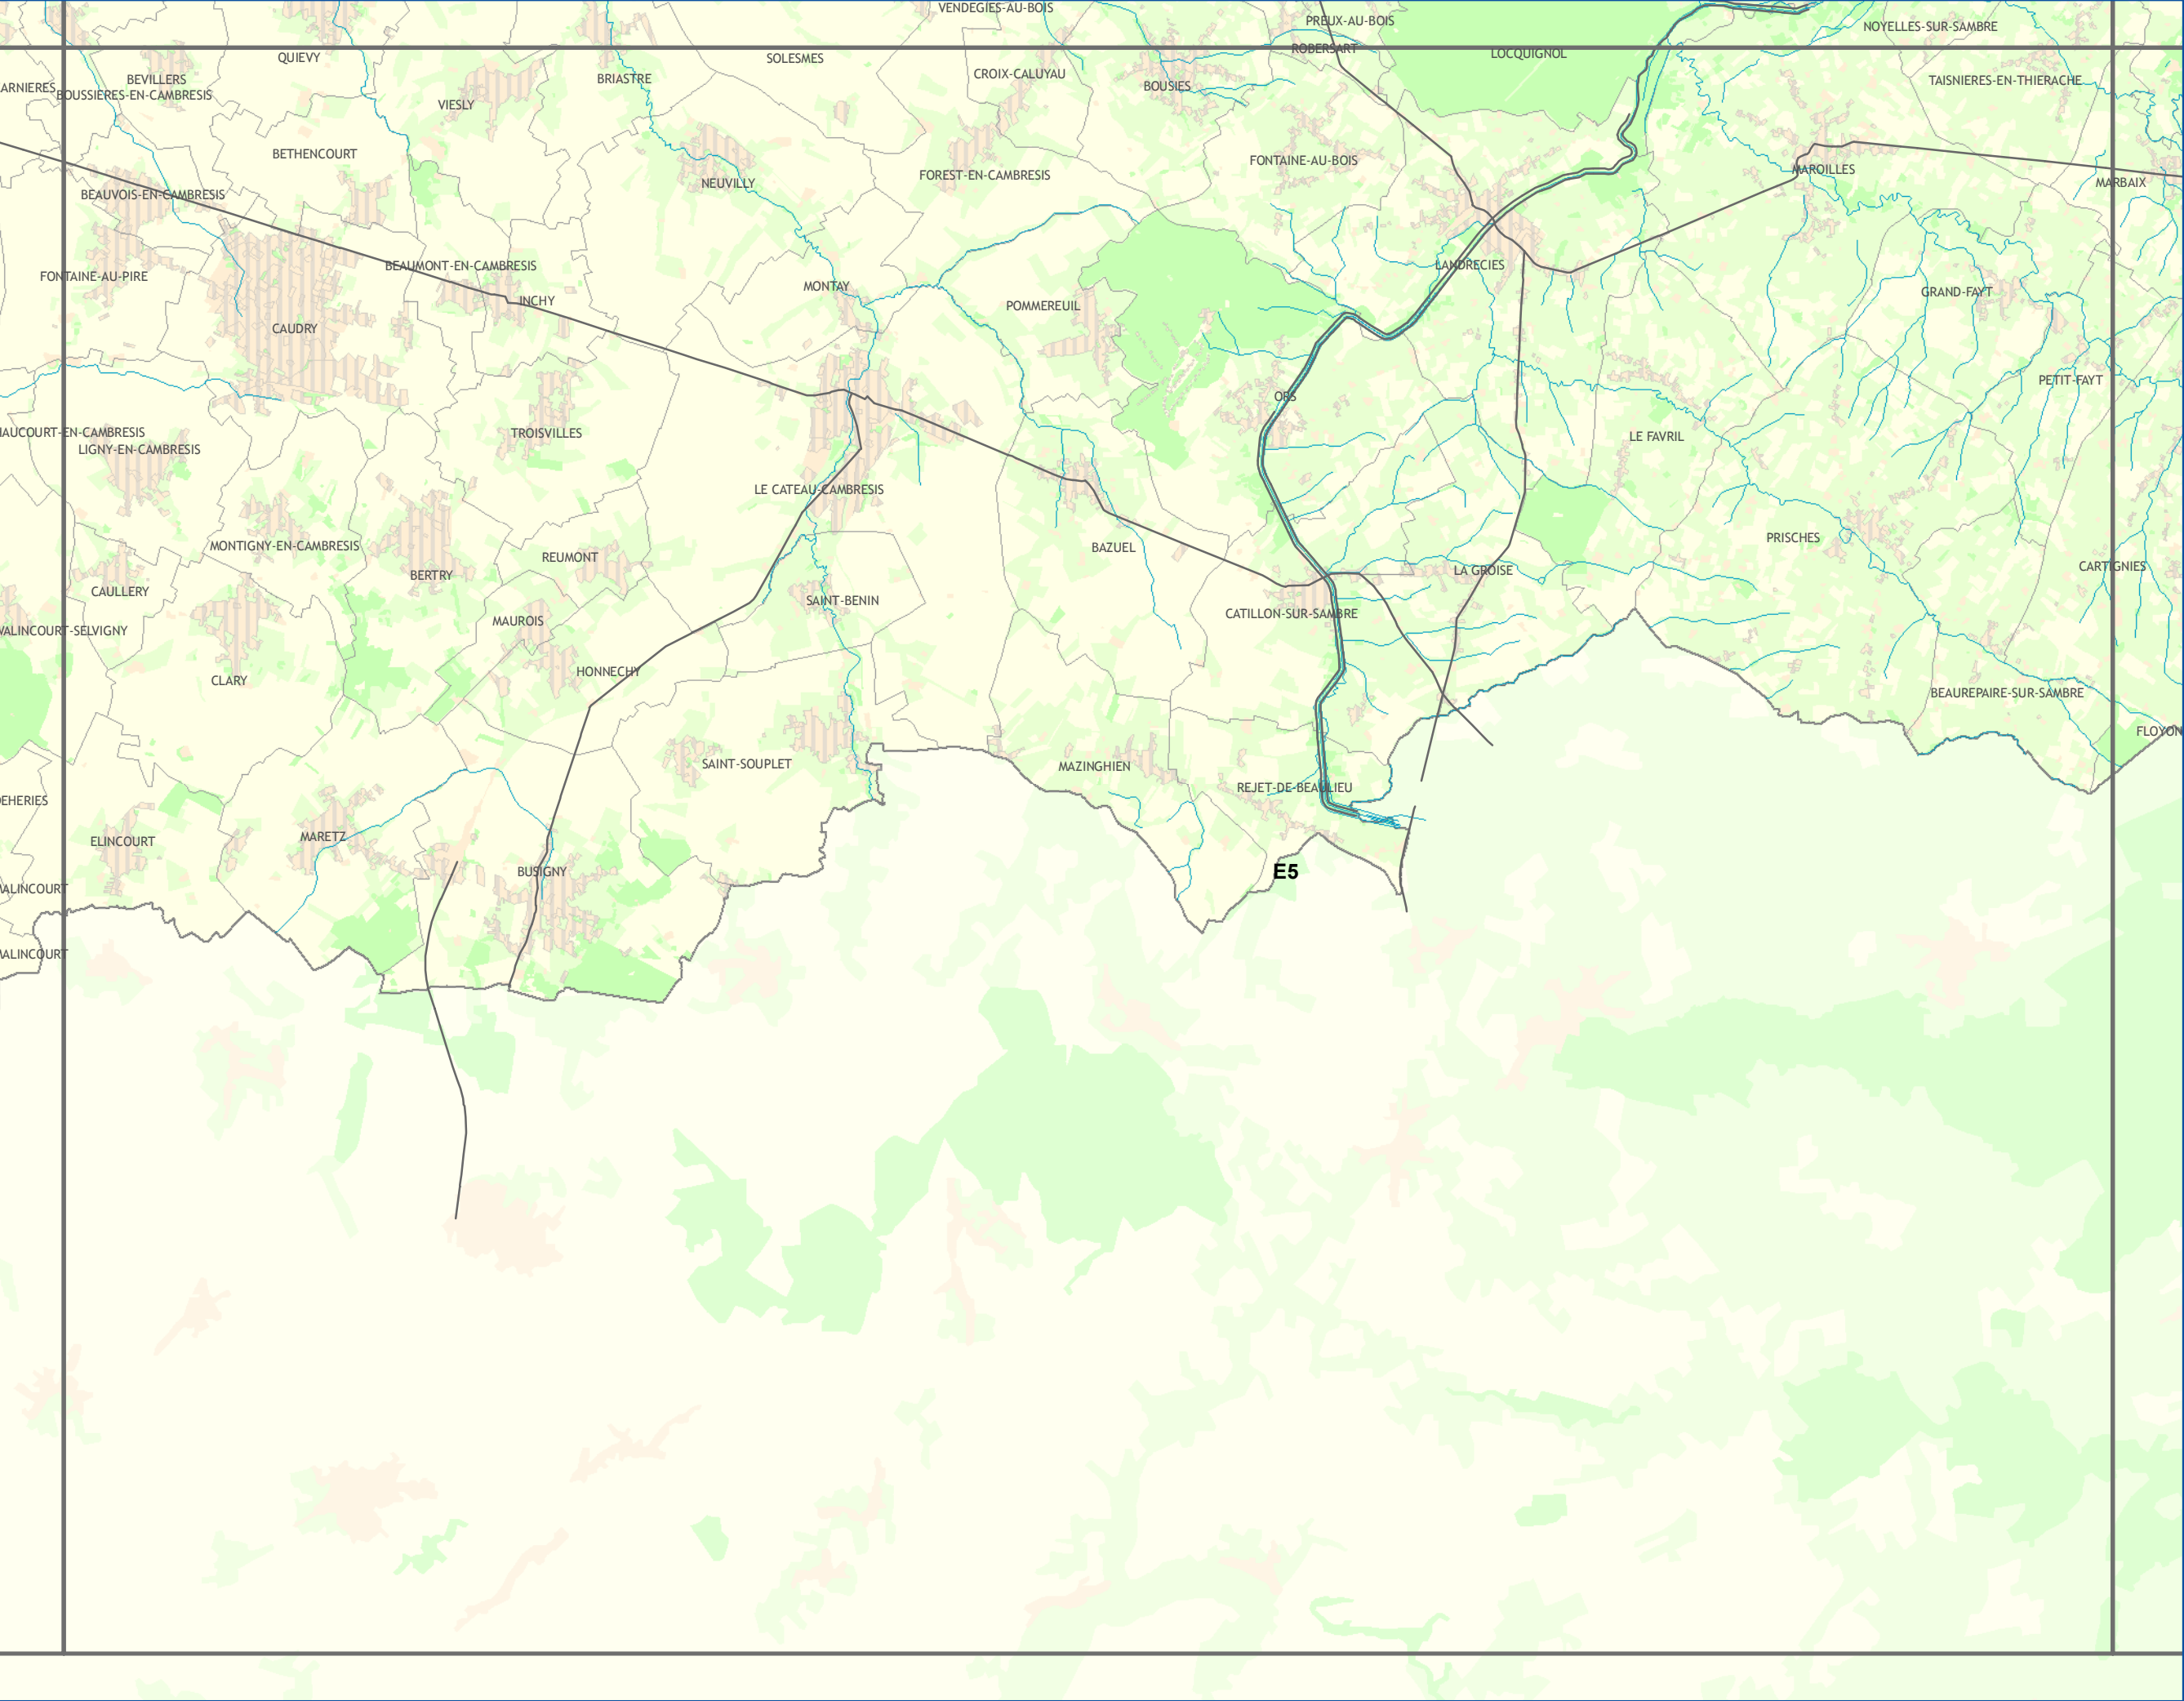 VENDEGIES-AU-BOIS
PREUX-AU-BOIS
NOYELLES-SUR-SAMBRE
ROBERSART
LOCQUIGNOL
QUIEVY
SOLESMES
BEVILLERS
BRIASTRE
CROIX-CALUYAU
TAISNIERES-EN-THIERACHE
ARNIERES
BOUSSIERES-EN-CAMBRESIS
BOUSIES
VIESLY
BETHENCOURT
FONTAINE-AU-BOIS
MAROILLES
FOREST-EN-CAMBRESIS
NEUVILLY
MARBAIX
BEAUVOIS-EN-CAMBRESIS
BEAUMONT-EN-CAMBRESIS
LANDRECIES
FONTAINE-AU-PIRE
MONTAY
GRAND-FAYT
INCHY
POMMEREUIL
CAUDRY
PETIT-FAYT
ORS
HAUCOURT-EN-CAMBRESIS
TROISVILLES
LE FAVRIL
LIGNY-EN-CAMBRESIS
LE CATEAU-CAMBRESIS
PRISCHES
MONTIGNY-EN-CAMBRESIS
BAZUEL
REUMONT
CARTIGNIES
LA GROISE
BERTRY
CAULLERY
SAINT-BENIN
CATILLON-SUR-SAMBRE
MAUROIS
WALINCOURT-SELVIGNY
HONNECHY
CLARY
BEAUREPAIRE-SUR-SAMBRE
FLOYON
SAINT-SOUPLET
MAZINGHIEN
REJET-DE-BEAULIEU
DEHERIES
MARETZ
ELINCOURT
BUSIGNY
E5
MALINCOURT
MALINCOURT